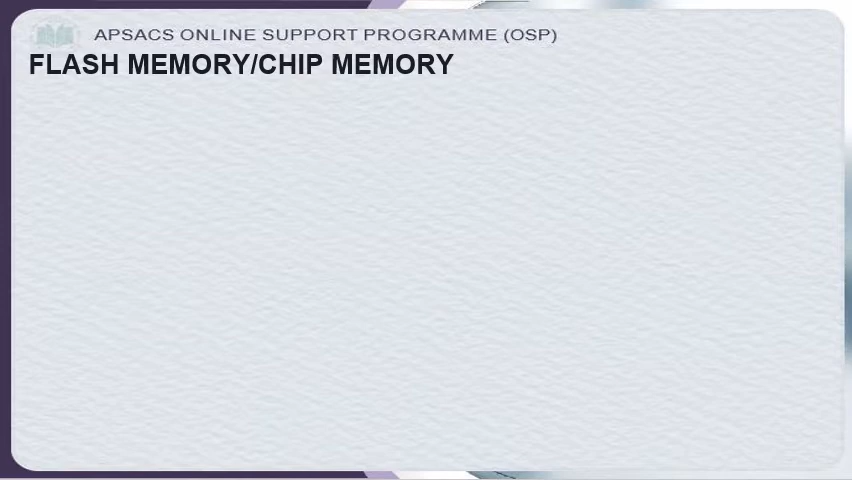 APSACS ONLINE SUPPORT PROGRAMME (OSP)
FLASH MEMORY/CHIP MEMORY